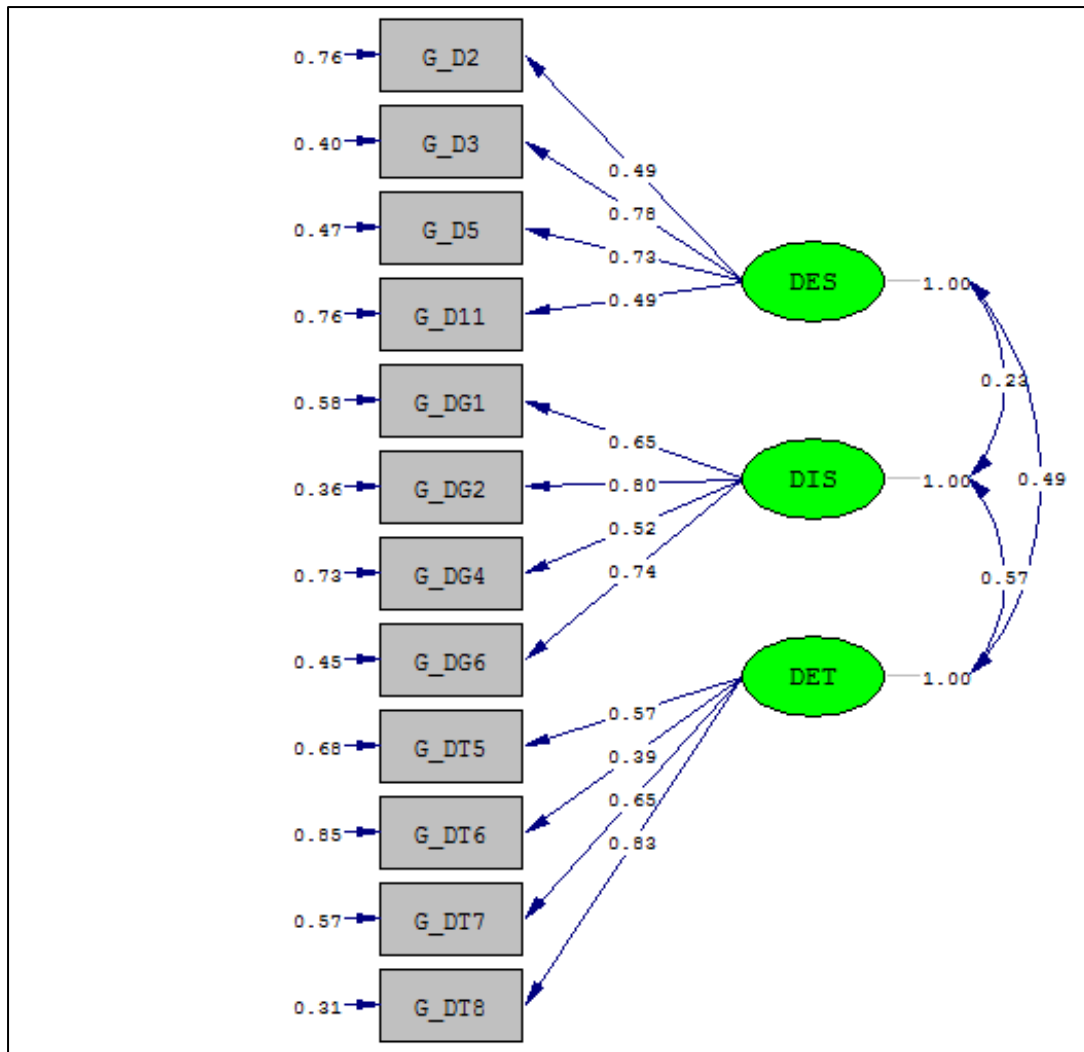 0.76 G_D2
0.40 G_D3
0.49
0.78
0.47 G_D5
0.73
DES 1.00
0.76 G_D11
0.49
0.23
0.58 G_DG1
0.65
0.36 G_DG2
0.80
DIS 1.00
0.49
0.52
0.73 G_DG4
0.74
0.57
0.45 G_DG6
DET 1.00
0.57
0.68 G_DT5
0.39
0.65
0.85 G_DT6
0.83
0.57 G_DT7
0.31 G_DT8